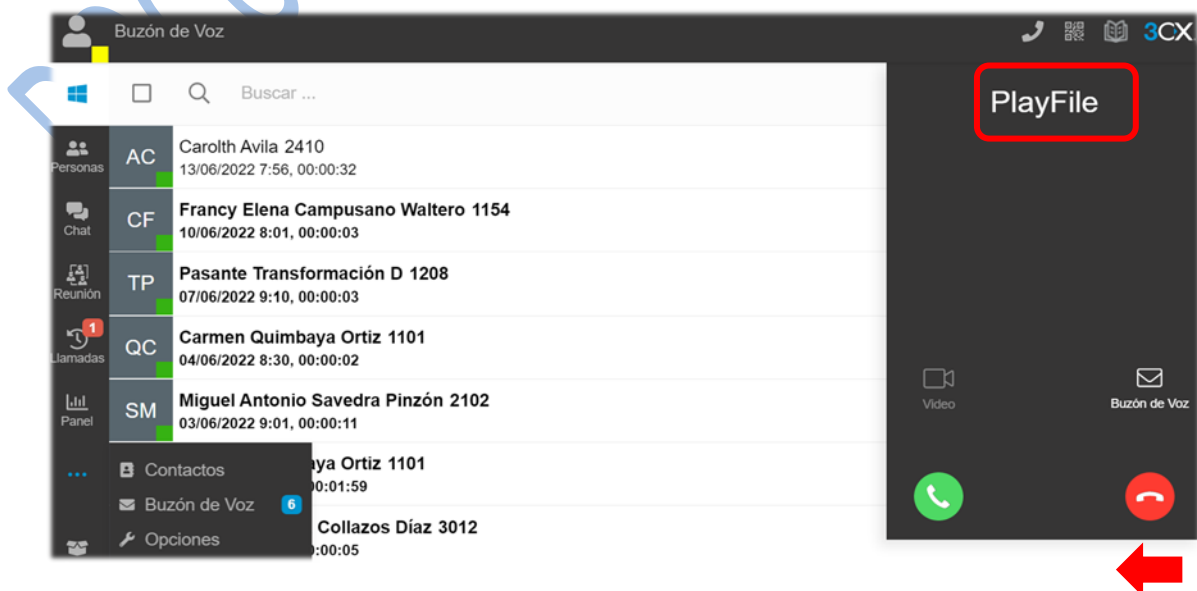 Buzón de Voz
3CX
Buscar ...
PlayFile
Personas
AC
Carolth Avila 2410
13/06/2022 7:56, 00:00:32
Chat
CF
Francy Elena Campusano Waltero 1154
10/06/2022 8:01, 00:00:03
Reunión
TP
Pasante Transformación D 1208
07/06/2022 9:10, 00:00:03
1
Llamadas
QC
Carmen Quimbaya Ortiz 1101
04/06/2022 8:30, 00:00:02
Panel
SM
Miguel Antonio Savedra Pinzón 2102
03/06/2022 9:01, 00:00:11
Video
Buzón de Voz
...
Contactos
Buzón de Voz 6
Opciones
aya Ortiz 1101
0:01:59
Collazos Díaz 3012
:00:05